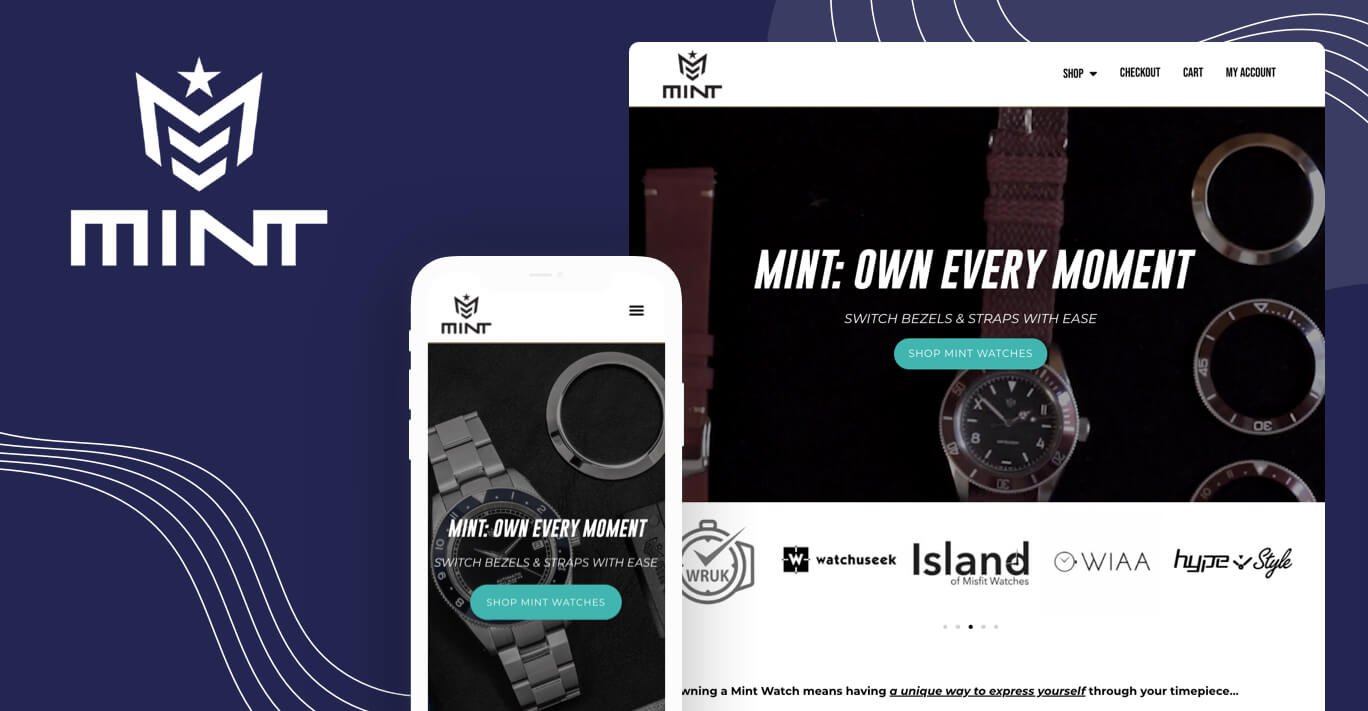 MINT
MINT
SHOP
CHECKOUT
CART
MY ACCOUNT
MINT: OWN EVERY MOMENT
SWITCH BEZELS & STRAPS WITH EASE
SHOP MINT WATCHES
45
30
8
4
WRUK
W watchuseek
Island
of Misfit Watches
WIAA
hype Style
wning a Mint Watch means having a unique way to express yourself through your timepiece...
MINT
MINT: OWN EVERY MOMENT
SWITCH BEZELS & STRAPS WITH EASE
SHOP MINT WATCHES